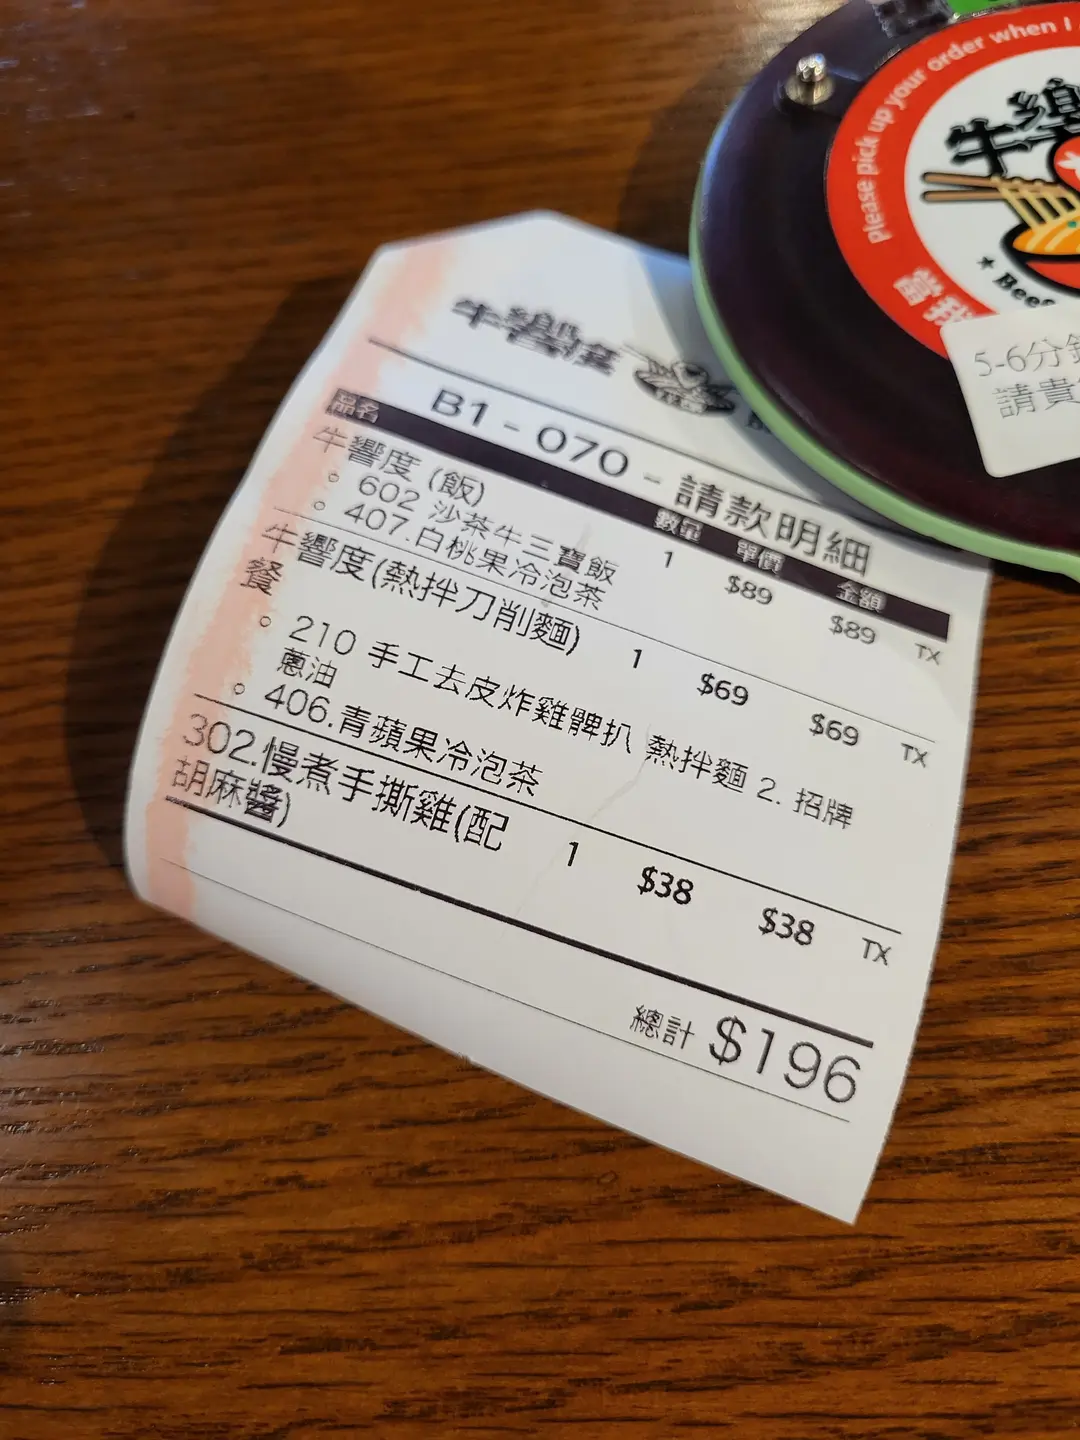 please pick up your order when I
牛響
★ Beef
當我
5-6分鐘
請貴
牛響度
B1 - 070 - 請款明細
品名 數量 單價 金額
牛響度 (飯) 1 $89 $89 TX
。 602 沙茶牛三寶飯
。 407.白桃果冷泡茶
牛響度(熱拌刀削麵) 1 $69 $69 TX
餐
。 210 手工去皮炸雞髀扒 熱拌麵 2. 招牌
蔥油
。 406.青蘋果冷泡茶
302.慢煮手撕雞(配 1 $38 $38 TX
胡麻醬)
總計 $196